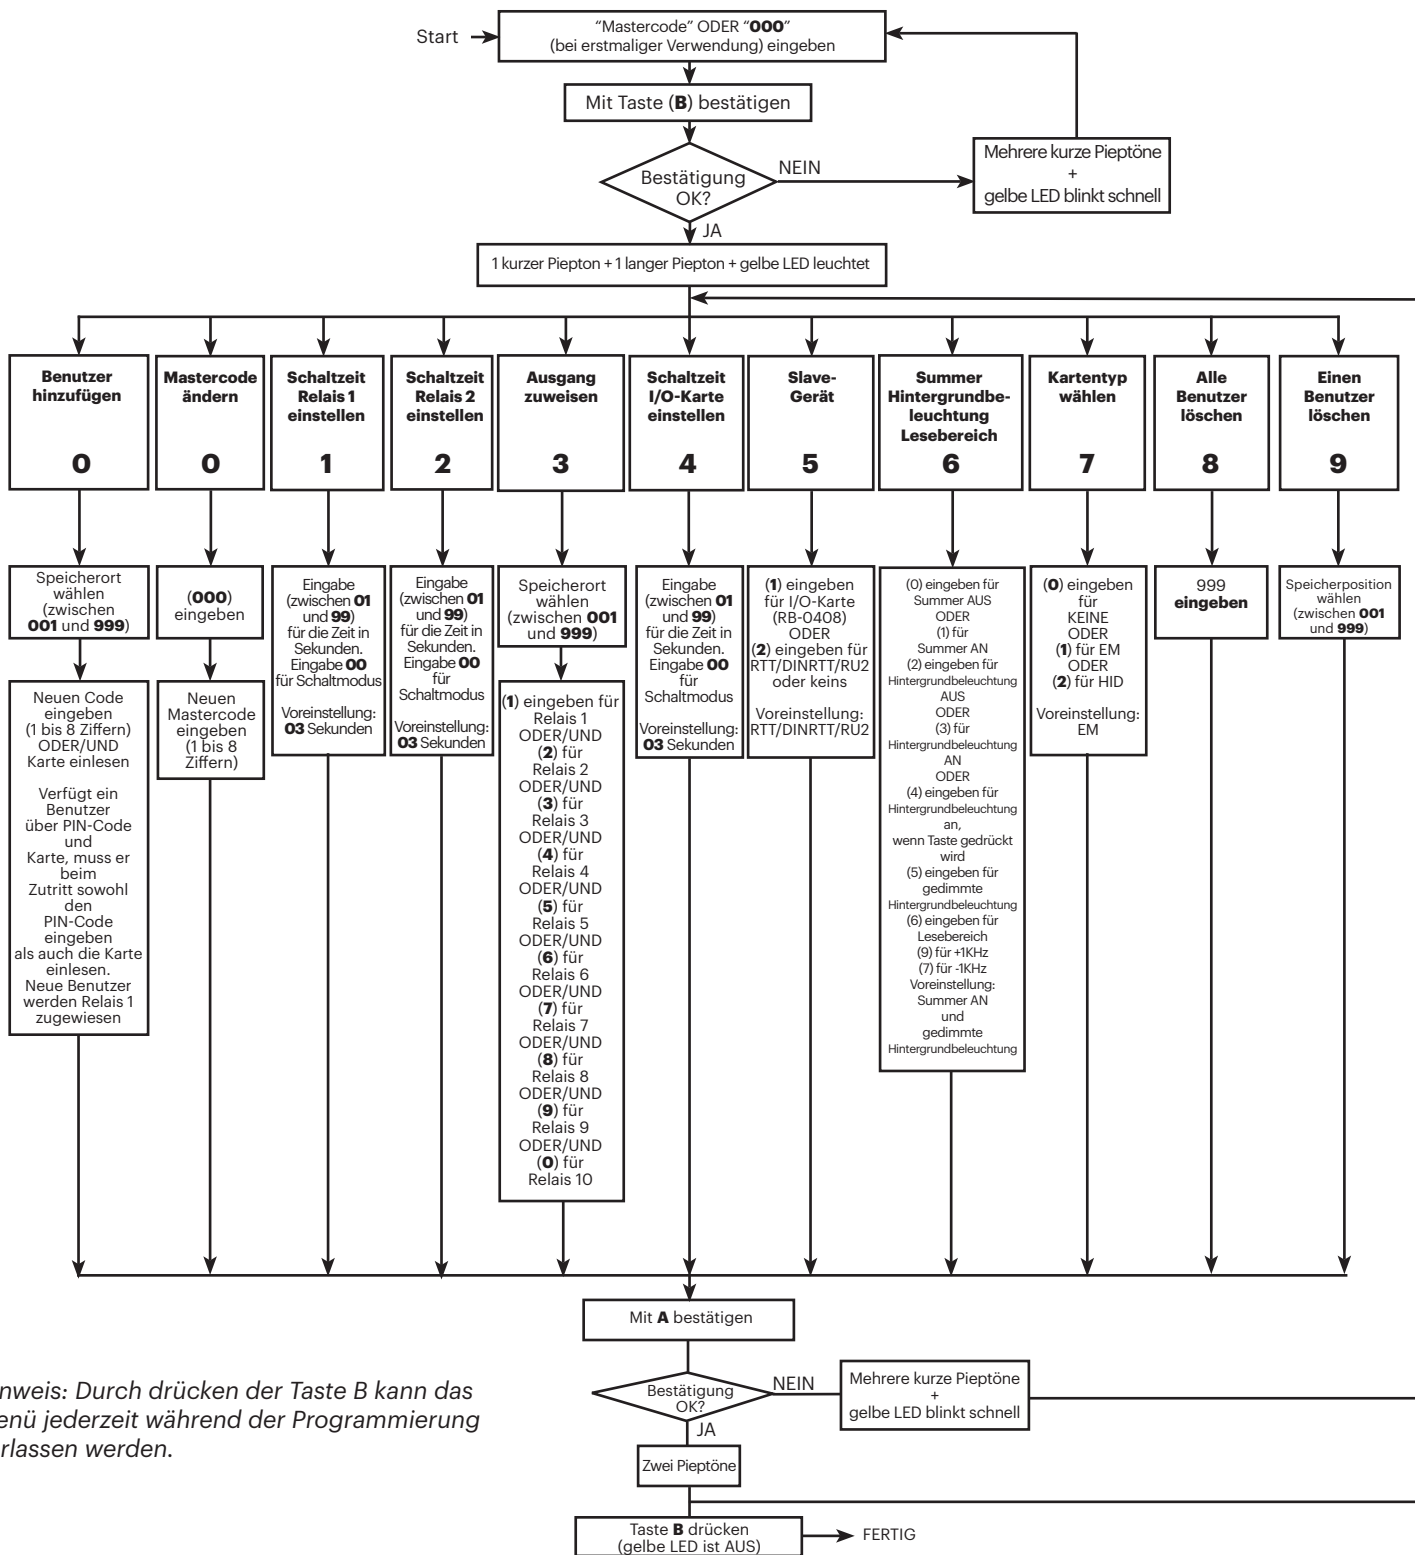 Start
“Mastercode” ODER “000”
(bei erstmaliger Verwendung) eingeben
Mit Taste (B) bestätigen
Bestätigung
OK?
NEIN
Mehrere kurze Pieptöne
+
gelbe LED blinkt schnell
JA
1 kurzer Piepton + 1 langer Piepton + gelbe LED leuchtet
Benutzer
hinzufügen
0
Mastercode
ändern
0
Schaltzeit
Relais 1
einstellen
1
Schaltzeit
Relais 2
einstellen
2
Ausgang
zuweisen
3
Schaltzeit
I/O-Karte
einstellen
4
Slave-
Gerät
5
Summer
Hintergrundbe-
leuchtung
Lesebereich
6
Kartentyp
wählen
7
Alle
Benutzer
löschen
8
Einen
Benutzer
löschen
9
Speicherort
wählen
(zwischen
001 und 999)
Neuen Code
eingeben
(1 bis 8 Ziffern)
ODER/UND
Karte einlesen
Verfügt ein
Benutzer
über PIN-Code
und
Karte, muss er
beim
Zutritt sowohl
den
PIN-Code
eingeben
als auch die Karte
einlesen.
Neue Benutzer
werden Relais 1
zugewiesen
(000)
eingeben
Neuen
Mastercode
eingeben
(1 bis 8
Ziffern)
Eingabe
(zwischen 01
und 99)
für die Zeit in
Sekunden.
Eingabe 00
für Schaltmodus
Voreinstellung:
03 Sekunden
Eingabe
(zwischen 01
und 99)
für die Zeit in
Sekunden.
Eingabe 00
für
Schaltmodus
Voreinstellung:
03 Sekunden
Speicherort
wählen
(zwischen 001
und 999)
(1) eingeben für
Relais 1
ODER/UND
(2) für
Relais 2
ODER/UND
(3) für
Relais 3
ODER/UND
(4) für
Relais 4
ODER/UND
(5) für
Relais 5
ODER/UND
(6) für
Relais 6
ODER/UND
(7) für
Relais 7
ODER/UND
(8) für
Relais 8
ODER/UND
(9) für
Relais 9
ODER/UND
(0) für
Relais 10
Eingabe
(zwischen 01
und 99)
für die Zeit in
Sekunden.
Eingabe 00
für
Schaltmodus
Voreinstellung:
03 Sekunden
(1) eingeben
für I/O-Karte
(RB-0408)
ODER
(2) eingeben für
RTT/DINRTT/RU2
oder keins
Voreinstellung:
RTT/DINRTT/RU2
(0) eingeben für
Summer AUS
ODER
(1) für
Summer AN
(2) eingeben für
Hintergrundbeleuchtung
AUS
ODER
(3) für
Hintergrundbeleuchtung
AN
ODER
(4) eingeben für
Hintergrundbeleuchtung
an,
wenn Taste gedrückt
wird
(5) eingeben für
gedimmte
Hintergrundbeleuchtung
(6) eingeben für
Lesebereich
(9) für +1KHz
(7) für -1KHz
Voreinstellung:
Summer AN
und
gedimmte
Hintergrundbeleuchtung
(0) eingeben
für
KEINE
ODER
(1) für EM
ODER
(2) für HID
Voreinstellung:
EM
999
eingeben
Speicherposition
wählen
(zwischen 001
und 999)
Mit A bestätigen
Bestätigung
OK?
NEIN
Mehrere kurze Pieptöne
+
gelbe LED blinkt schnell
JA
Zwei Pieptöne
Taste B drücken
(gelbe LED ist AUS)
FERTIG
nweis: Durch drücken der Taste B kann das
enü jederzeit während der Programmierung
rlassen werden.